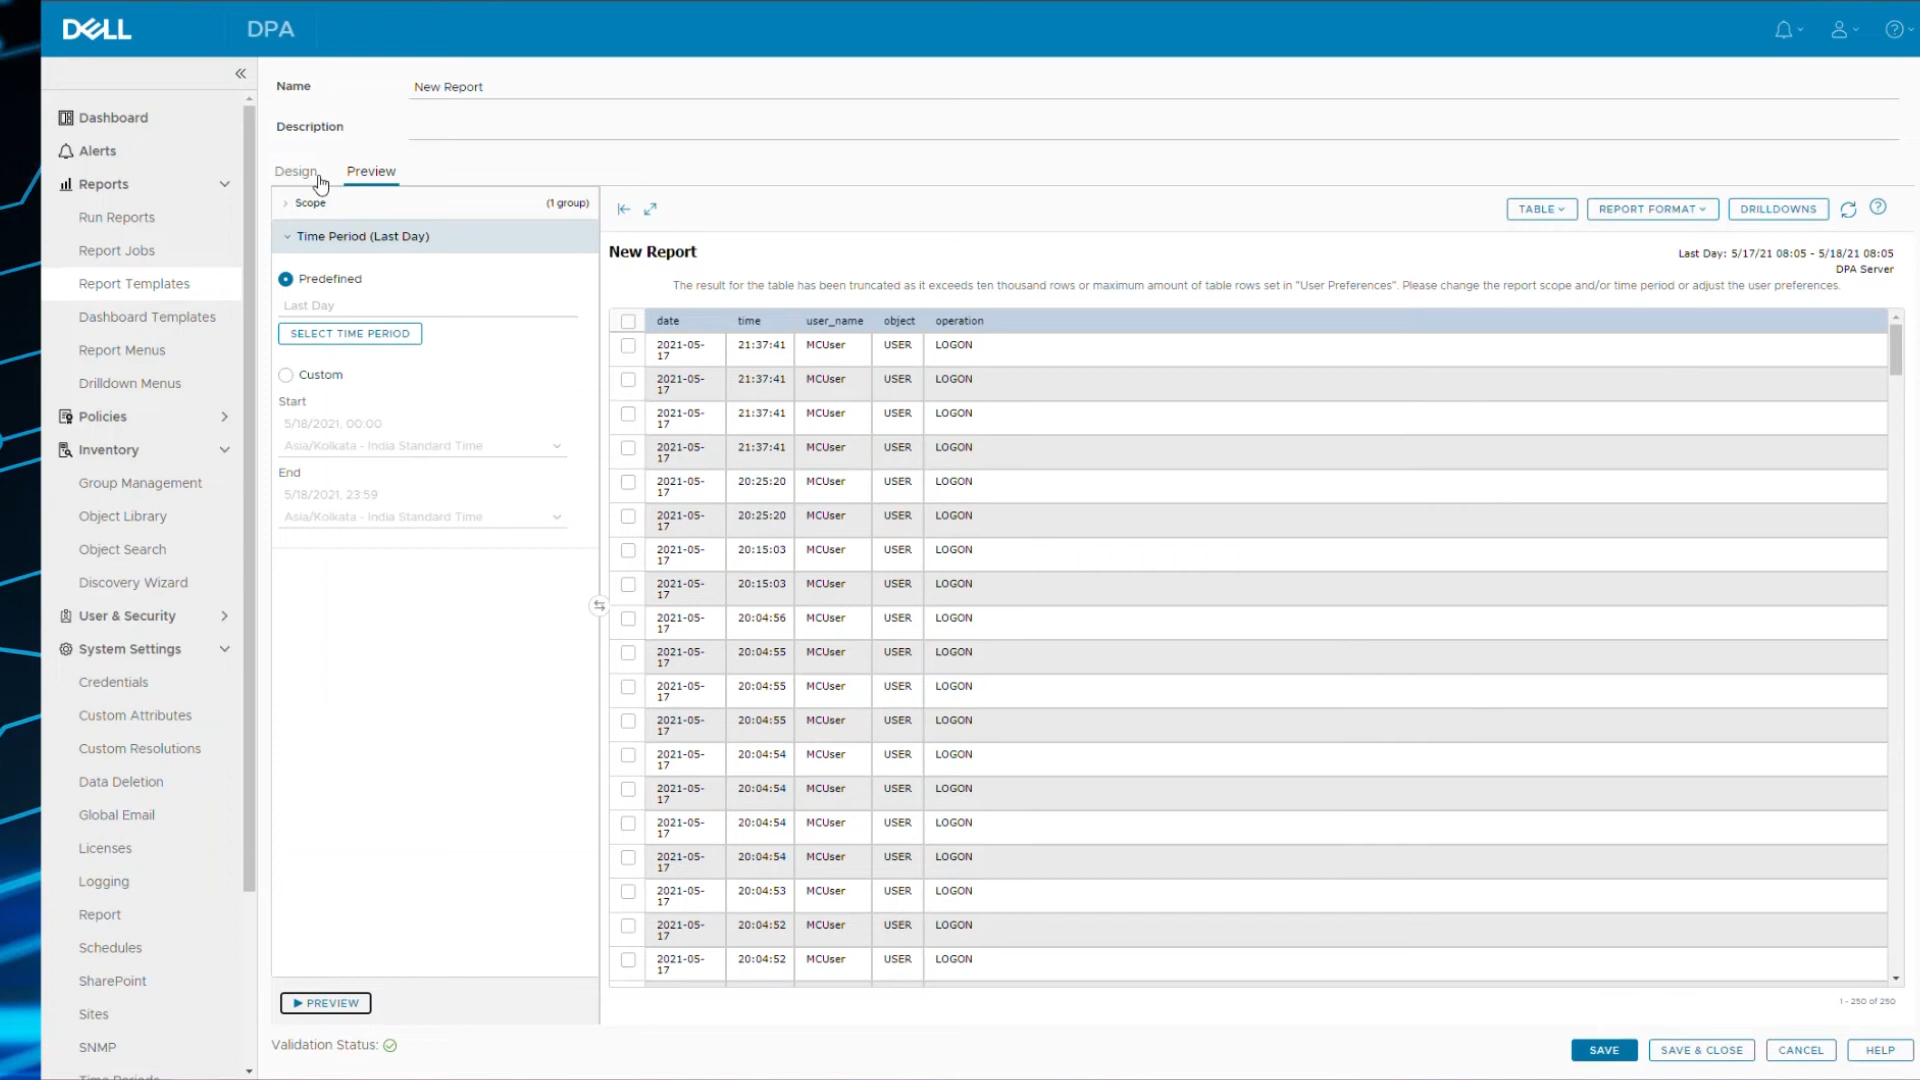 DELL
DPA
Name
New Report
Description
Design
Preview
Dashboard
Alerts
Reports
Run Reports
Report Jobs
Report Templates
Dashboard Templates
Report Menus
Drilldown Menus
Policies
Inventory
Group Management
Object Library
Object Search
Discovery Wizard
User & Security
System Settings
Credentials
Custom Attributes
Custom Resolutions
Data Deletion
Global Email
Licenses
Logging
Report
Schedules
SharePoint
Sites
SNMP
Time Periods
Scope (1 group)
Time Period (Last Day)
Predefined
Last Day
SELECT TIME PERIOD
Custom
Start
5/18/2021, 00:00
Asia/Kolkata - India Standard Time
End
5/18/2021, 23:59
Asia/Kolkata - India Standard Time
PREVIEW
Validation Status:
TABLE
REPORT FORMAT
DRILLDOWNS
New Report
Last Day: 5/17/21 08:05 - 5/18/21 08:05
DPA Server
The result for the table has been truncated as it exceeds ten thousand rows or maximum amount of table rows set in "User Preferences". Please change the report scope and/or time period or adjust the user preferences.
date time user_name object operation
2021-05-17 21:37:41 MCUser USER LOGON
2021-05-17 21:37:41 MCUser USER LOGON
2021-05-17 21:37:41 MCUser USER LOGON
2021-05-17 21:37:41 MCUser USER LOGON
2021-05-17 20:25:20 MCUser USER LOGON
2021-05-17 20:25:20 MCUser USER LOGON
2021-05-17 20:15:03 MCUser USER LOGON
2021-05-17 20:15:03 MCUser USER LOGON
2021-05-17 20:04:56 MCUser USER LOGON
2021-05-17 20:04:55 MCUser USER LOGON
2021-05-17 20:04:55 MCUser USER LOGON
2021-05-17 20:04:55 MCUser USER LOGON
2021-05-17 20:04:54 MCUser USER LOGON
2021-05-17 20:04:54 MCUser USER LOGON
2021-05-17 20:04:54 MCUser USER LOGON
2021-05-17 20:04:54 MCUser USER LOGON
2021-05-17 20:04:53 MCUser USER LOGON
2021-05-17 20:04:52 MCUser USER LOGON
2021-05-17 20:04:52 MCUser USER LOGON
1 - 250 of 250
SAVE
SAVE & CLOSE
CANCEL
HELP